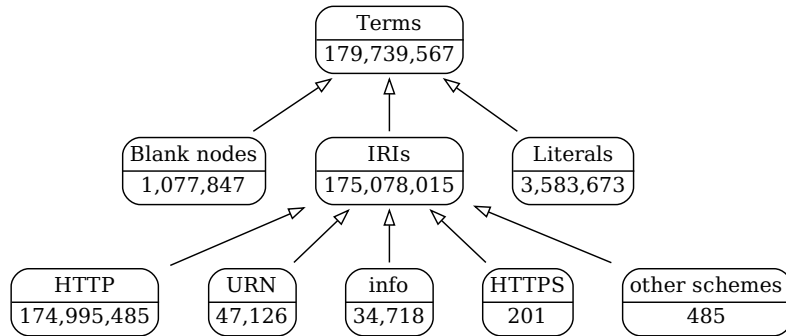 Terms
179,739,567
Blank nodes
1,077,847
IRIs
175,078,015
Literals
3,583,673
HTTP
174,995,485
URN
47,126
info
34,718
HTTPS
201
other schemes
485